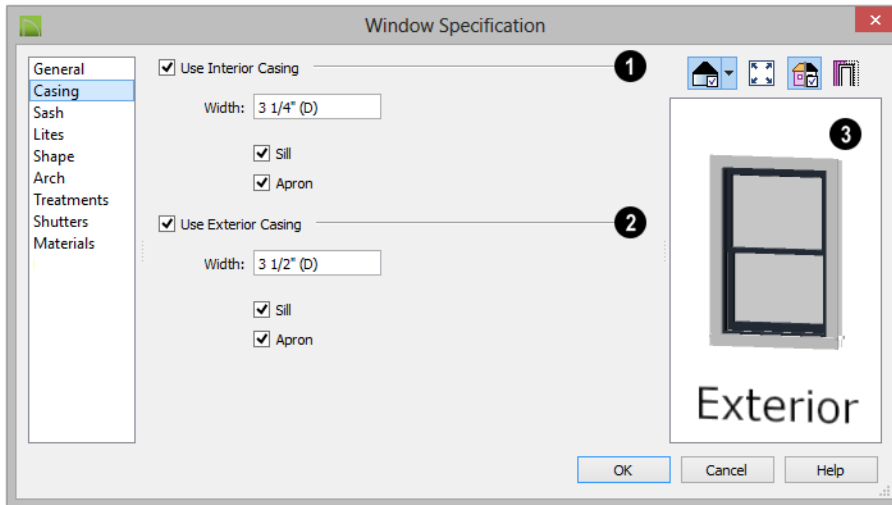 Window Specification
×
General
Casing
Sash
Lites
Shape
Arch
Treatments
Shutters
Materials
Use Interior Casing
1
Width: 3 1/4" (D)
Sill
Apron
Use Exterior Casing
2
Width: 3 1/2" (D)
Sill
Apron
3
Exterior
OK Cancel Help